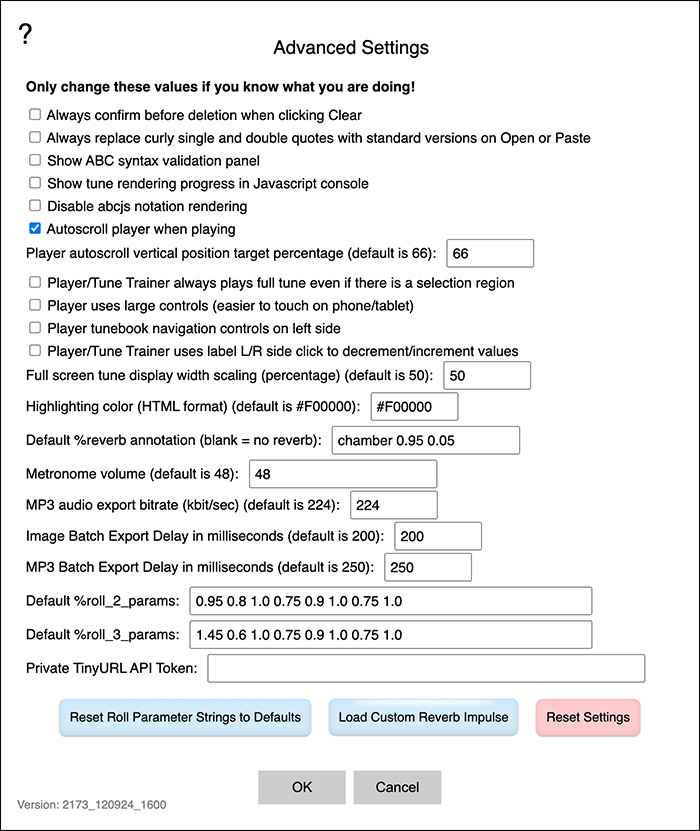 ?
Advanced Settings
Only change these values if you know what you are doing!
Always confirm before deletion when clicking Clear
Always replace curly single and double quotes with standard versions on Open or Paste
Show ABC syntax validation panel
Show tune rendering progress in Javascript console
Disable abcjs notation rendering
Autoscroll player when playing
Player autoscroll vertical position target percentage (default is 66): 66
Player/Tune Trainer always plays full tune even if there is a selection region
Player uses large controls (easier to touch on phone/tablet)
Player tunebook navigation controls on left side
Player/Tune Trainer uses label L/R side click to decrement/increment values
Full screen tune display width scaling (percentage) (default is 50): 50
Highlighting color (HTML format) (default is #F00000): #F00000
Default %reverb annotation (blank = no reverb): chamber 0.95 0.05
Metronome volume (default is 48): 48
MP3 audio export bitrate (kbit/sec) (default is 224): 224
Image Batch Export Delay in milliseconds (default is 200): 200
MP3 Batch Export Delay in milliseconds (default is 250): 250
Default %roll_2_params: 0.95 0.8 1.0 0.75 0.9 1.0 0.75 1.0
Default %roll_3_params: 1.45 0.6 1.0 0.75 0.9 1.0 0.75 1.0
Private TinyURL API Token:
Reset Roll Parameter Strings to Defaults Load Custom Reverb Impulse Reset Settings
OK Cancel
Version: 2173_120924_1600